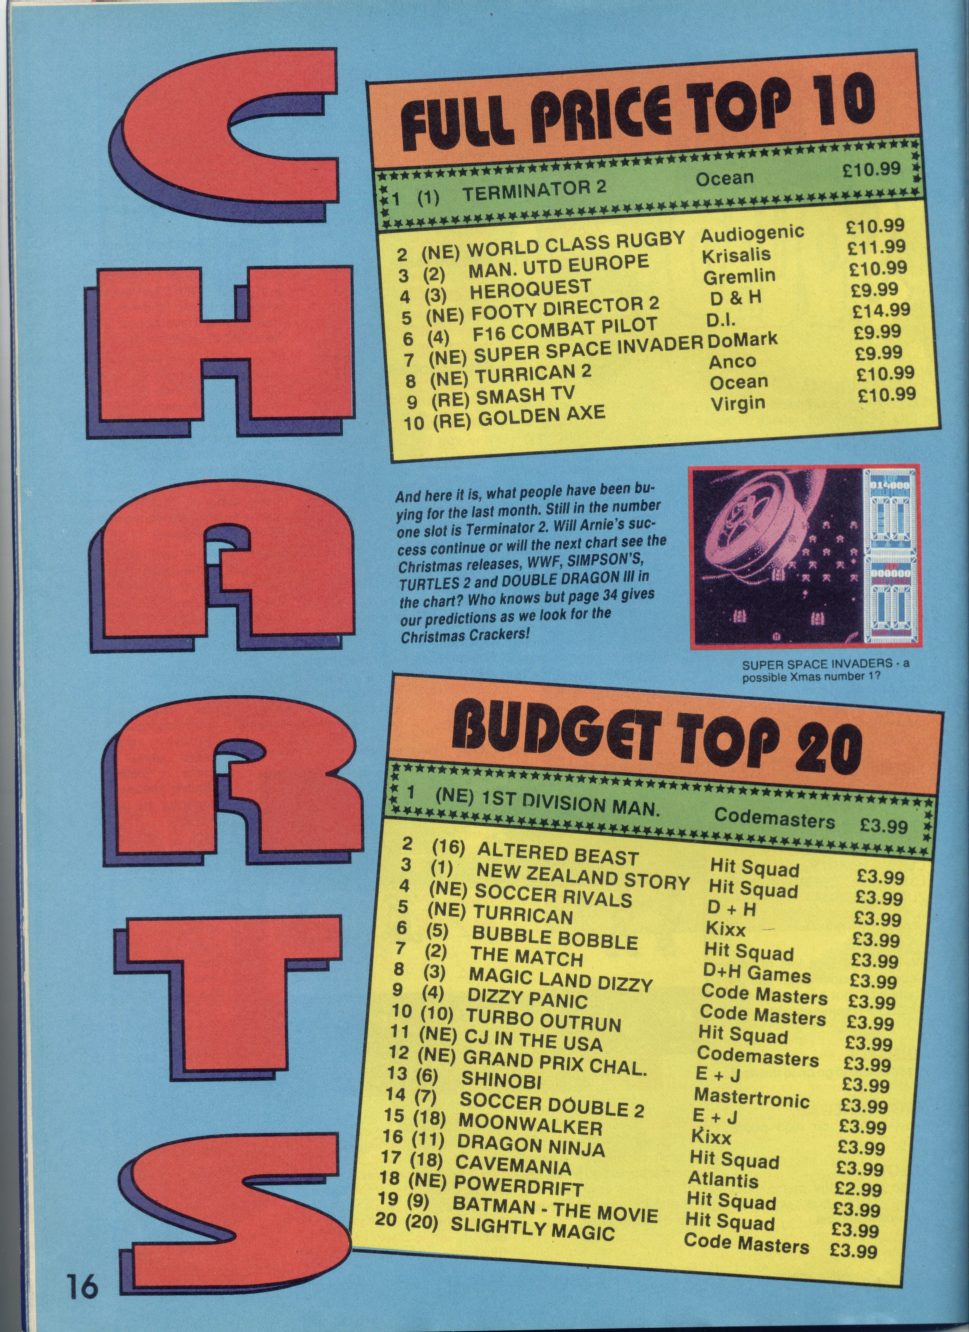 CHARTS
FULL PRICE TOP 10
1 (1) TERMINATOR 2 Ocean £10.99
2 (NE) WORLD CLASS RUGBY Audiogenic £10.99
3 (2) MAN. UTD EUROPE Krisalis £11.99
4 (3) HEROQUEST Gremlin £10.99
5 (NE) FOOTY DIRECTOR 2 D & H £9.99
6 (4) F16 COMBAT PILOT D.I. £14.99
7 (NE) SUPER SPACE INVADER DoMark £9.99
8 (NE) TURRICAN 2 Anco £9.99
9 (RE) SMASH TV Ocean £10.99
10 (RE) GOLDEN AXE Virgin £10.99
And here it is, what people have been bu-
ying for the last month. Still in the number
one slot is Terminator 2. Will Arnie's suc-
cess continue or will the next chart see the
Christmas releases, WWF, SIMPSON'S,
TURTLES 2 and DOUBLE DRAGON III in
the chart? Who knows but page 34 gives
our predictions as we look for the
Christmas Crackers!
014000
000000
SUPER SPACE INVADERS - a
possible Xmas number 1?
BUDGET TOP 20
1 (NE) 1ST DIVISION MAN. Codemasters £3.99
2 (16) ALTERED BEAST Hit Squad £3.99
3 (1) NEW ZEALAND STORY Hit Squad £3.99
4 (NE) SOCCER RIVALS D + H £3.99
5 (NE) TURRICAN Kixx £3.99
6 (5) BUBBLE BOBBLE Hit Squad £3.99
7 (2) THE MATCH D+H Games £3.99
8 (3) MAGIC LAND DIZZY Code Masters £3.99
9 (4) DIZZY PANIC Code Masters £3.99
10 (10) TURBO OUTRUN Hit Squad £3.99
11 (NE) CJ IN THE USA Codemasters £3.99
12 (NE) GRAND PRIX CHAL. E + J £3.99
13 (6) SHINOBI Mastertronic £3.99
14 (7) SOCCER DOUBLE 2 E + J £3.99
15 (18) MOONWALKER Kixx £3.99
16 (11) DRAGON NINJA Hit Squad £3.99
17 (18) CAVEMANIA Atlantis £2.99
18 (NE) POWERDRIFT Hit Squad £3.99
19 (9) BATMAN - THE MOVIE Hit Squad £3.99
20 (20) SLIGHTLY MAGIC Code Masters £3.99
16